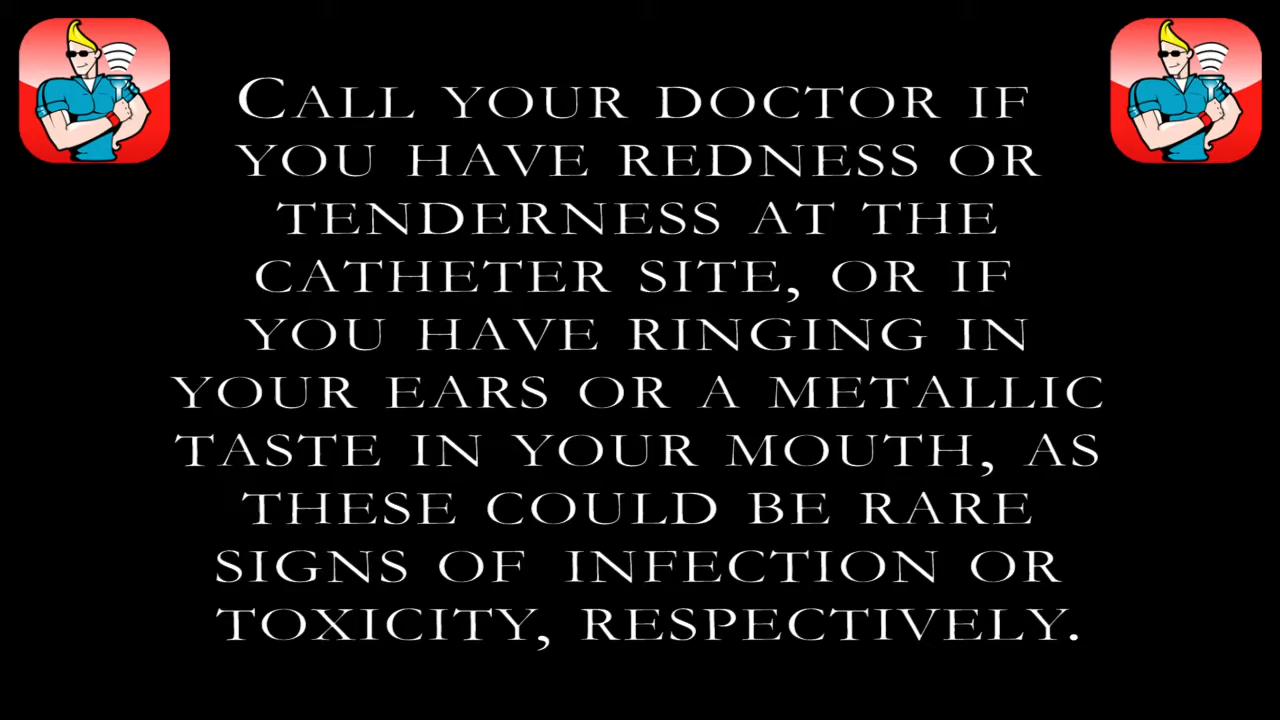 Call your doctor if
you have redness or
tenderness at the
catheter site, or if
you have ringing in
your ears or a metallic
taste in your mouth, as
these could be rare
signs of infection or
toxicity, respectively.